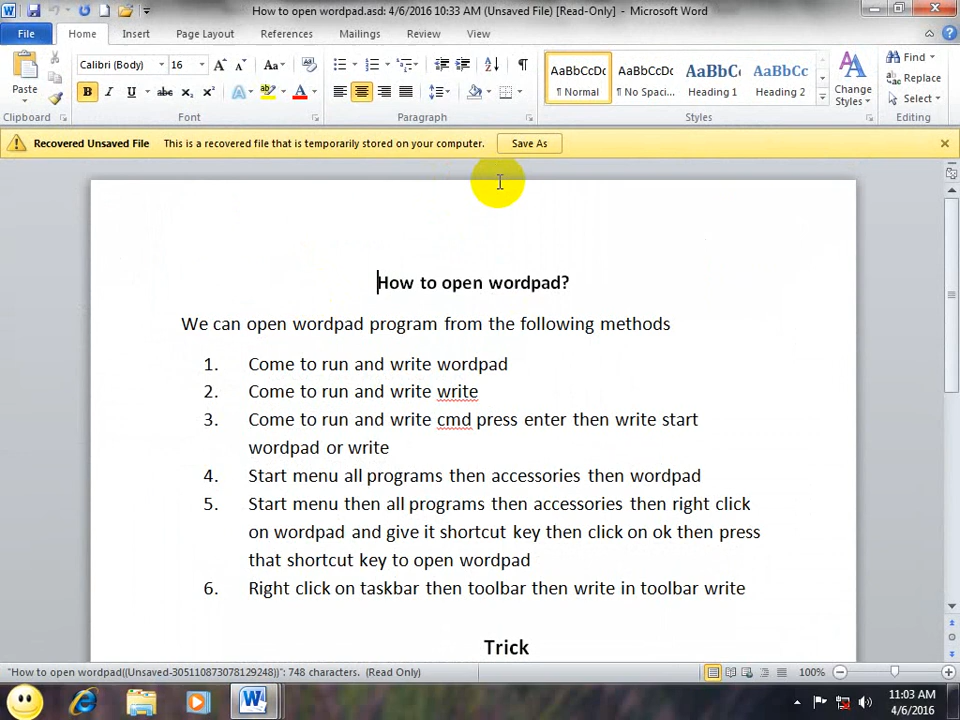 How to open wordpad.asd: 4/6/2016 10:33 AM (Unsaved File) [Read-Only] - Microsoft Word
File Home Insert Page Layout References Mailings Review View
Calibri (Body) 16 Aa
Find
Paste
AaBbCcDc AaBbCcDc AaBbCc AaBbCc
Change Styles
Replace
B I U abc x₂ x² A ab A
¶ Normal ¶ No Spaci... Heading 1 Heading 2
Select
Clipboard Font Paragraph Styles Editing
Recovered Unsaved File This is a recovered file that is temporarily stored on your computer. Save As
How to open wordpad?
We can open wordpad program from the following methods
1. Come to run and write wordpad
2. Come to run and write write
3. Come to run and write cmd press enter then write start
wordpad or write
4. Start menu all programs then accessories then wordpad
5. Start menu then all programs then accessories then right click
on wordpad and give it shortcut key then click on ok then press
that shortcut key to open wordpad
6. Right click on taskbar then toolbar then write in toolbar write
Trick
"How to open wordpad((Unsaved-305110873078129248))": 748 characters. (Read Only) 100%
11:03 AM
4/6/2016